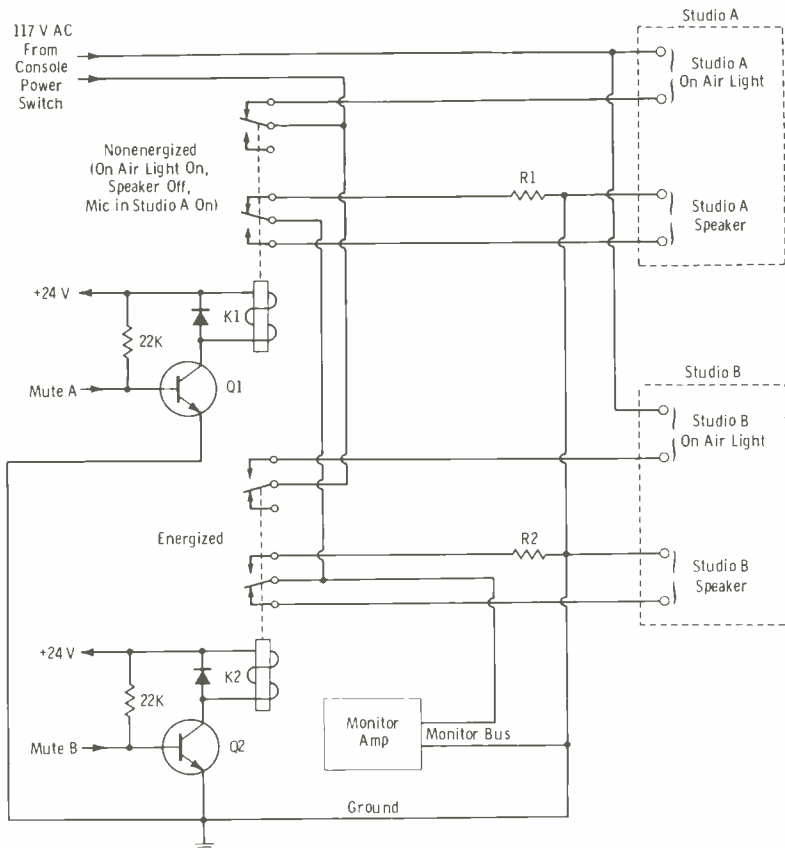 117 V AC
From
Console
Power
Switch
Studio A
Studio A
On Air Light
Nonenergized
(On Air Light On,
Speaker Off,
Mic in Studio A On)
R1
Studio A
Speaker
+24 V
K1
22K
Mute A
Q1
Studio B
Studio B
On Air Light
Energized
R2
Studio B
Speaker
+24 V
K2
22K
Mute B
Q2
Monitor
Amp
Monitor Bus
Ground